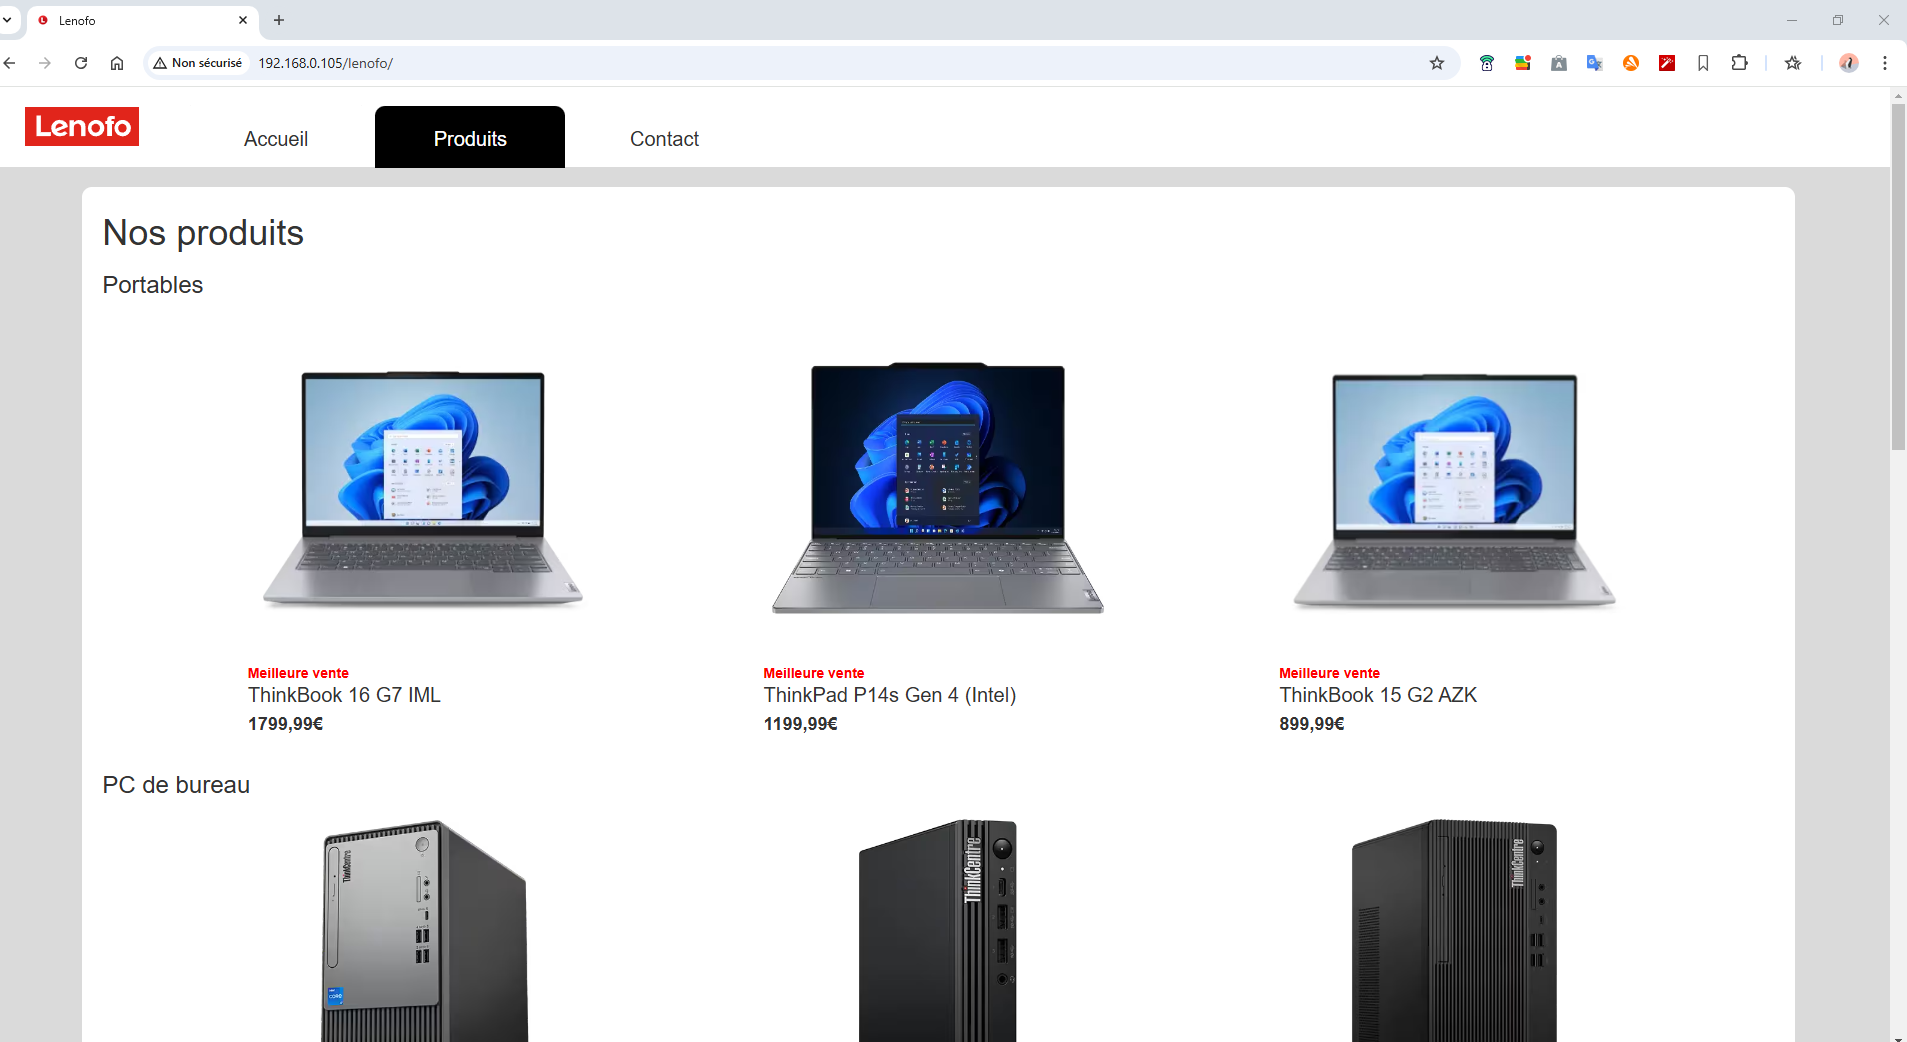 Lenofo
Non sécurisé
192.168.0.105/lenofo/
Lenofo
Accueil
Produits
Contact
Nos produits
Portables
Meilleure vente
ThinkBook 16 G7 IML
1799,99€
Meilleure vente
ThinkPad P14s Gen 4 (Intel)
1199,99€
Meilleure vente
ThinkBook 15 G2 AZK
899,99€
PC de bureau
ThinkCentre
ThinkCentre
ThinkCentre